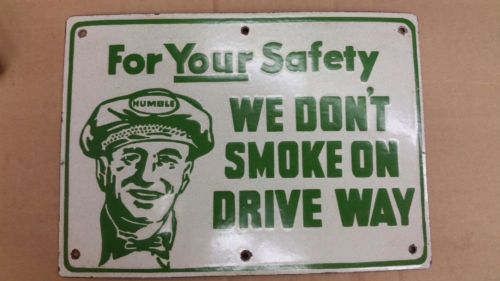 For Your Safety
HUMBLE
WE DON'T
SMOKE ON
DRIVE WAY